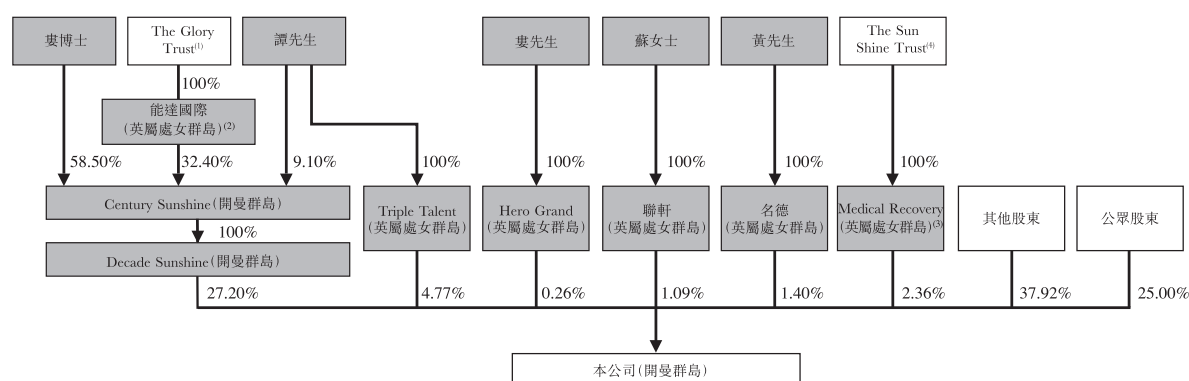 婁博士
The Glory
Trust(1)
譚先生
婁先生
蘇女士
黃先生
The Sun
Shine Trust(4)
100%
能達國際
(英屬處女群島)(2)
58.50%
32.40%
9.10%
100%
100%
100%
100%
100%
Century Sunshine(開曼群島)
Triple Talent
(英屬處女群島)
Hero Grand
(英屬處女群島)
聯軒
(英屬處女群島)
名德
(英屬處女群島)
Medical Recovery
(英屬處女群島)(3)
其他股東
公眾股東
100%
Decade Sunshine(開曼群島)
27.20%
4.77%
0.26%
1.09%
1.40%
2.36%
37.92%
25.00%
本公司(開曼群島)